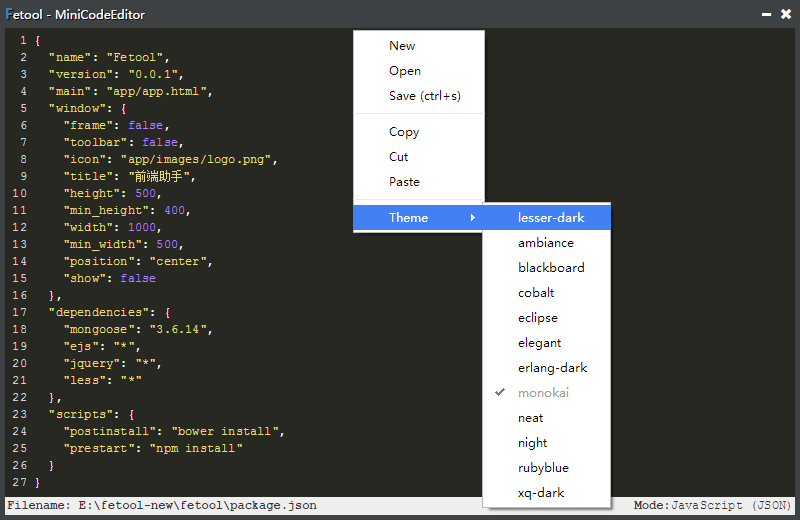 Fetool - MiniCodeEditor
1 {
2 "name": "Fetool",
3 "version": "0.0.1",
4 "main": "app/app.html",
5 "window": {
6 "frame": false,
7 "toolbar": false,
8 "icon": "app/images/logo.png",
9 "title": "前端助手",
10 "height": 500,
11 "min_height": 400,
12 "width": 1000,
13 "min_width": 500,
14 "position": "center",
15 "show": false
16 },
17 "dependencies": {
18 "mongoose": "3.6.14",
19 "ejs": "*",
20 "jquery": "*",
21 "less": "*"
22 },
23 "scripts": {
24 "postinstall": "bower install",
25 "prestart": "npm install"
26 }
27 }
New
Open
Save (ctrl+s)
Copy
Cut
Paste
Theme
lesser-dark
ambiance
blackboard
cobalt
eclipse
elegant
erlang-dark
monokai
neat
night
rubyblue
xq-dark
Filename: E:\fetool-new\fetool\package.json
Mode:JavaScript (JSON)